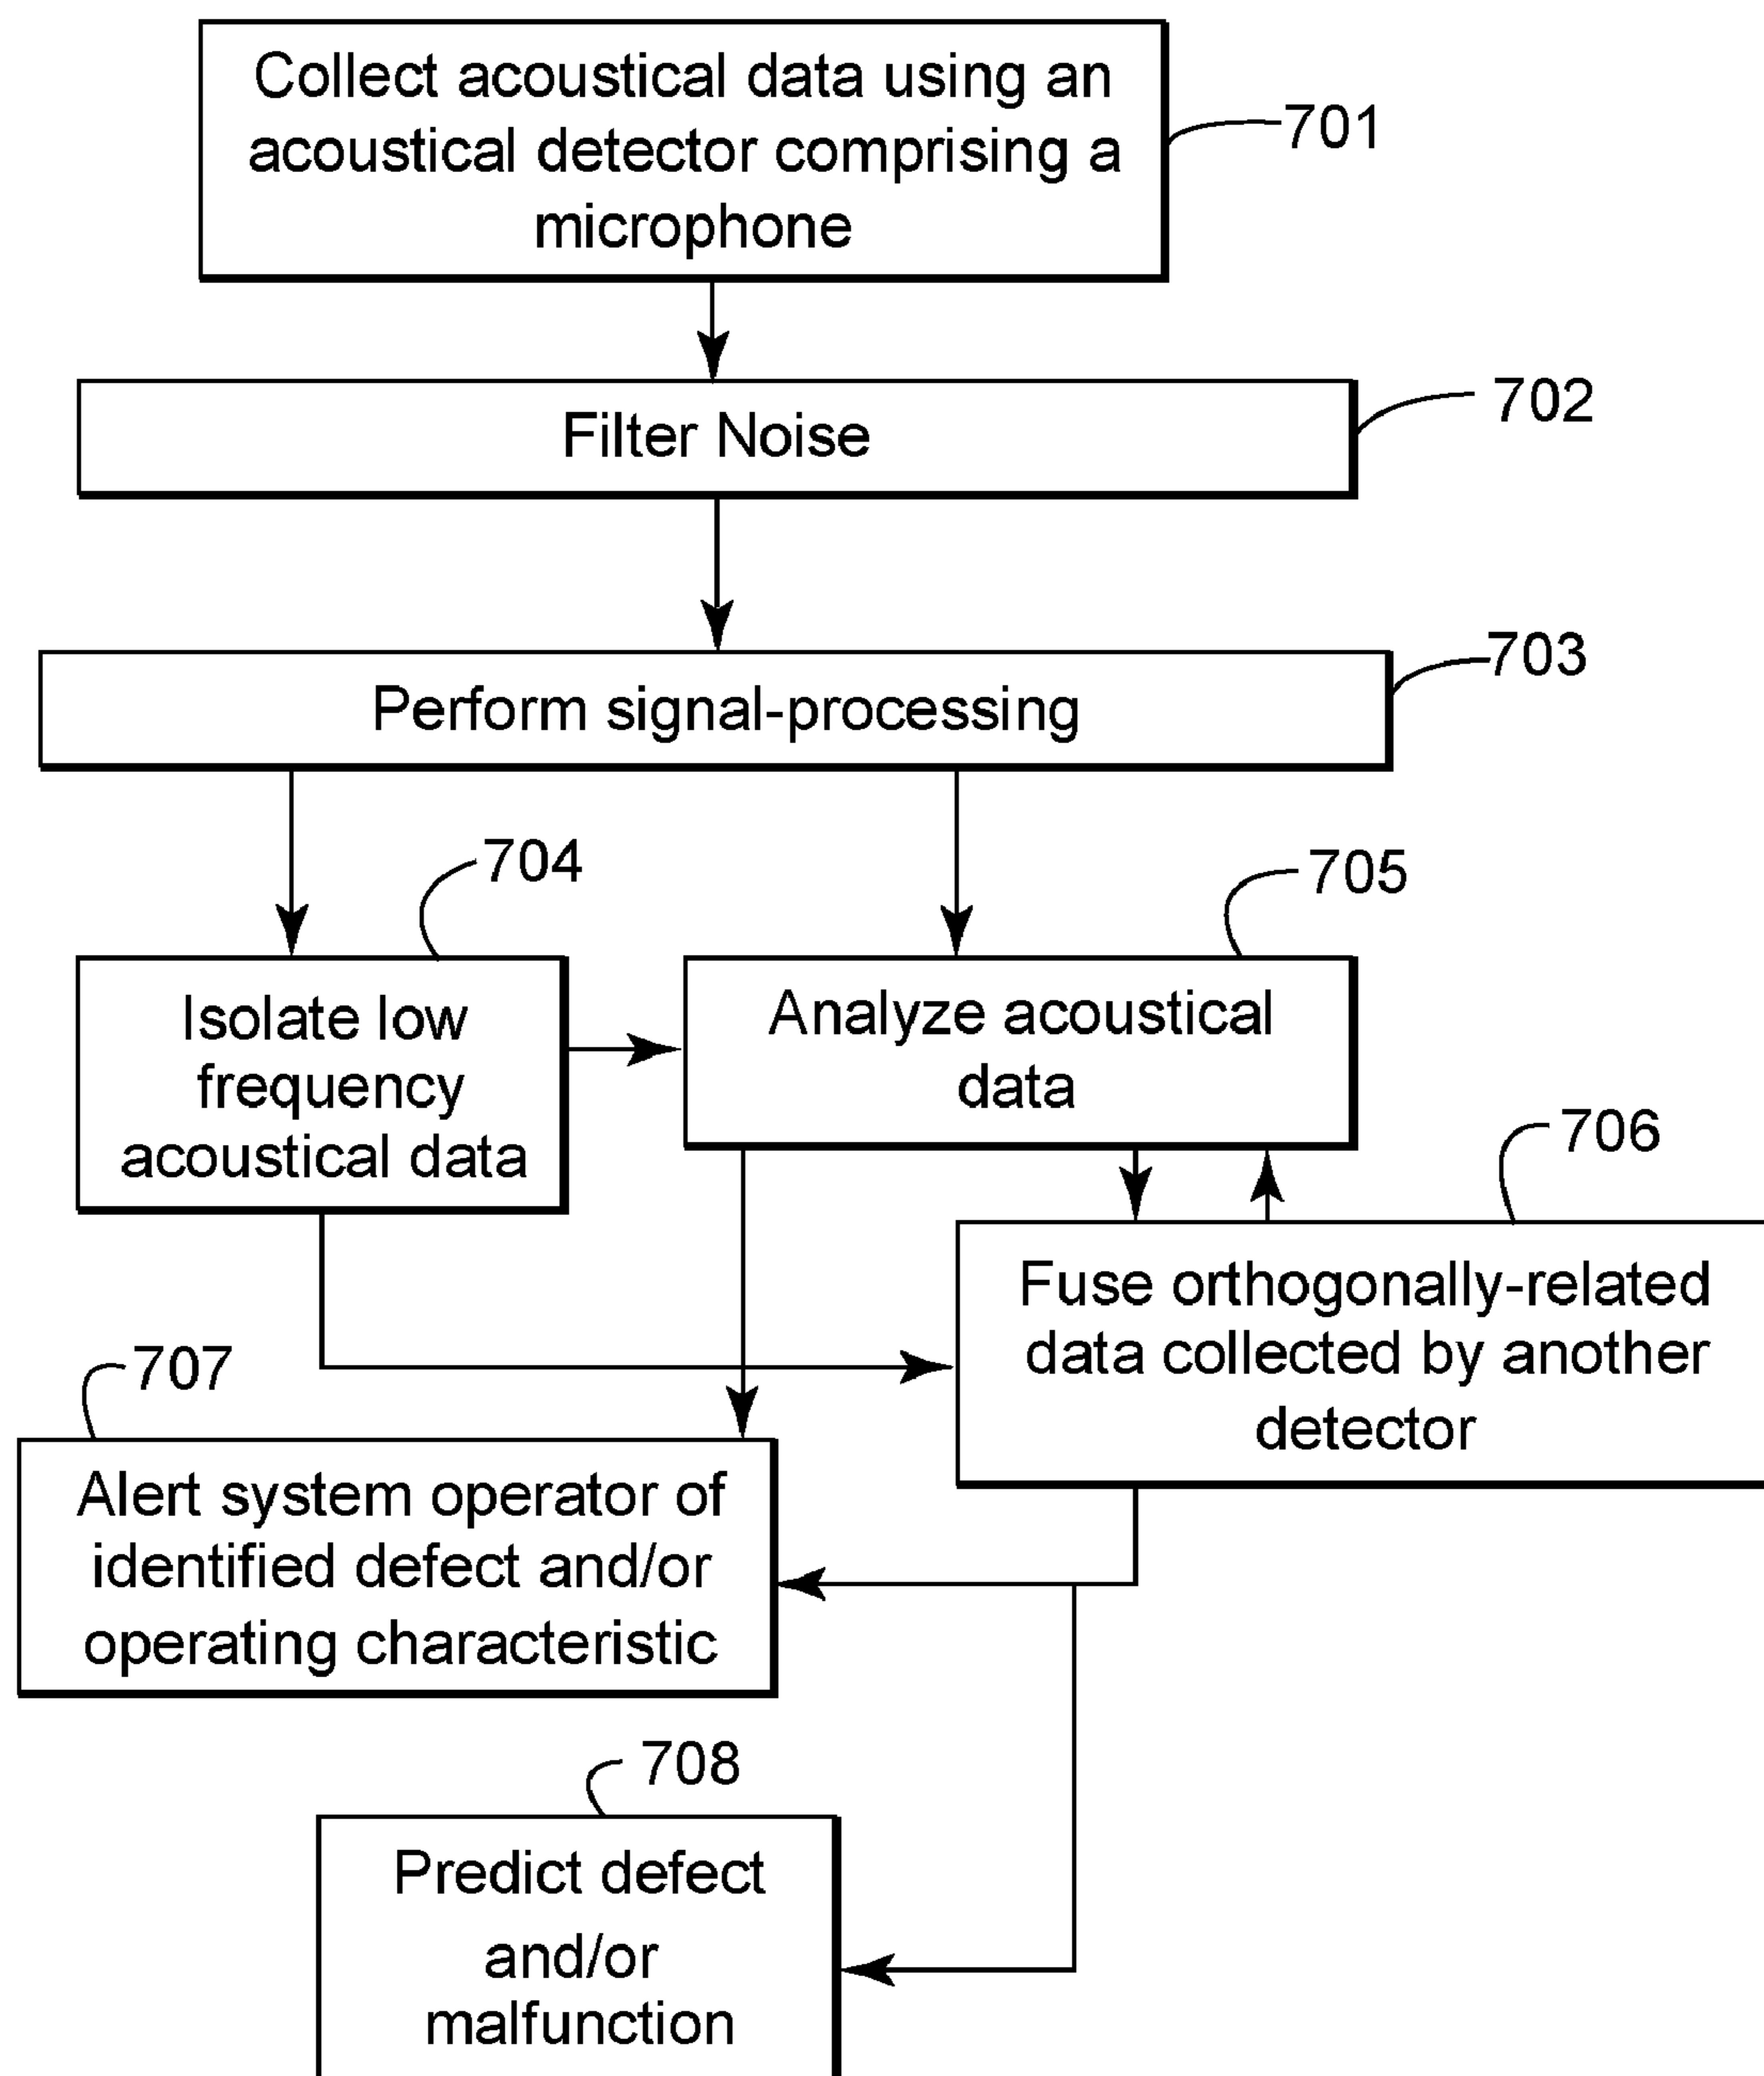 Collect acoustical data using an
acoustical detector comprising a
microphone
701
Filter Noise
702
Perform signal-processing
703
704
705
Isolate low
frequency
acoustical data
Analyze acoustical
data
706
Fuse orthogonally-related
data collected by another
detector
707
Alert system operator of
identified defect and/or
operating characteristic
708
Predict defect
and/or
malfunction